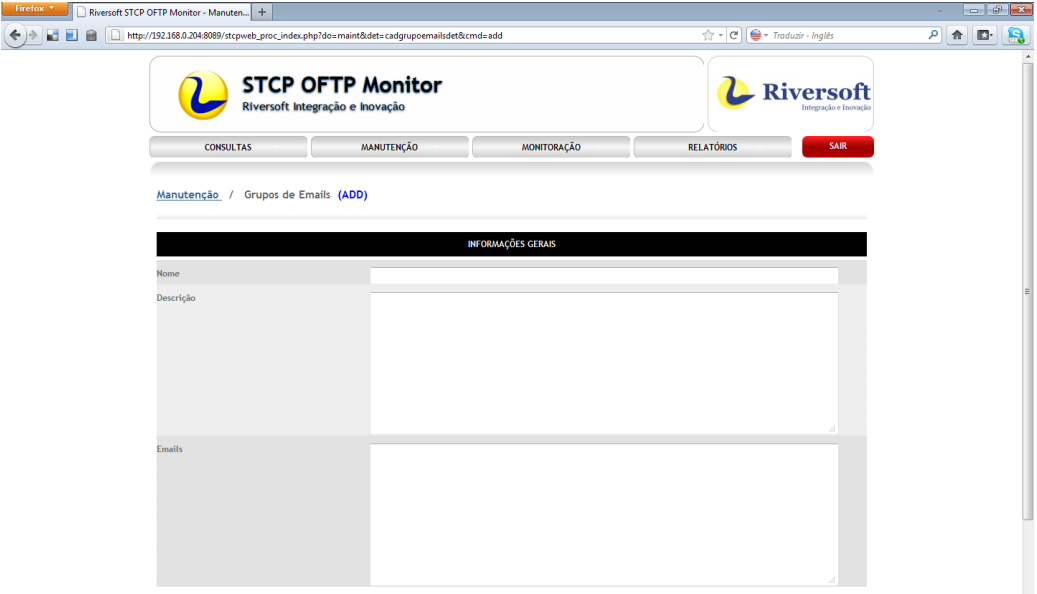 Firefox
Riversoft STCP OFTP Monitor - Manuten...
http://192.168.0.204:8089/stcpweb_proc_index.php?do=maint&det=cadgrupoemailsdet&cmd=add
Traduzir - Inglês
STCP OFTP Monitor
Riversoft Integração e Inovação
Riversoft
Integração e Inovação
CONSULTAS MANUTENÇÃO MONITORAÇÃO RELATÓRIOS SAIR
Manutenção / Grupos de Emails (ADD)
INFORMAÇÕES GERAIS
Nome
Descrição
Emails